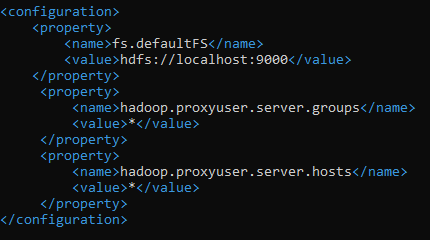 <configuration>
    <property>
        <name>fs.defaultFS</name>
        <value>hdfs://localhost:9000</value>
    </property>
     <property>
         <name>hadoop.proxyuser.server.groups</name>
         <value>*</value>
     </property>
     <property>
         <name>hadoop.proxyuser.server.hosts</name>
         <value>*</value>
     </property>
</configuration>